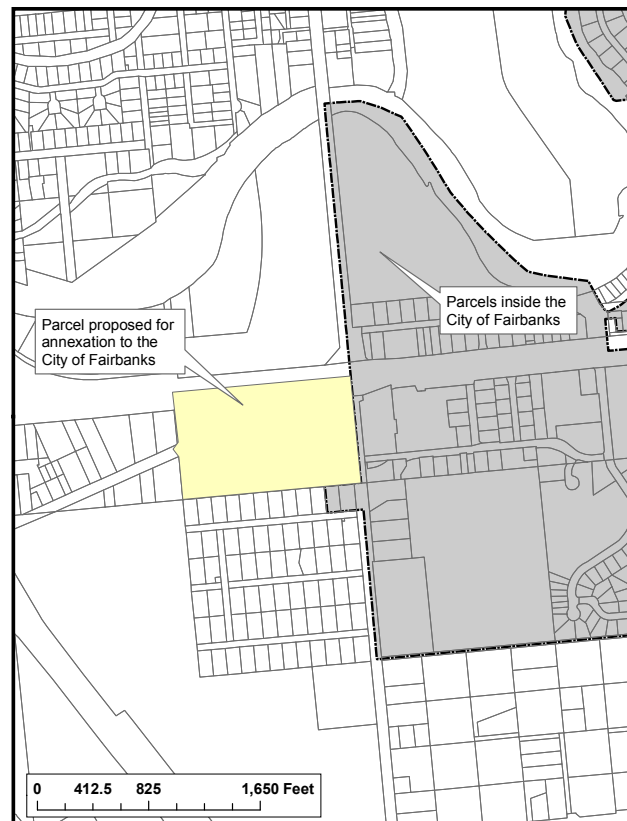 Parcels inside the
City of Fairbanks
Parcel proposed for
annexation to the
City of Fairbanks
0 412.5 825 1,650 Feet